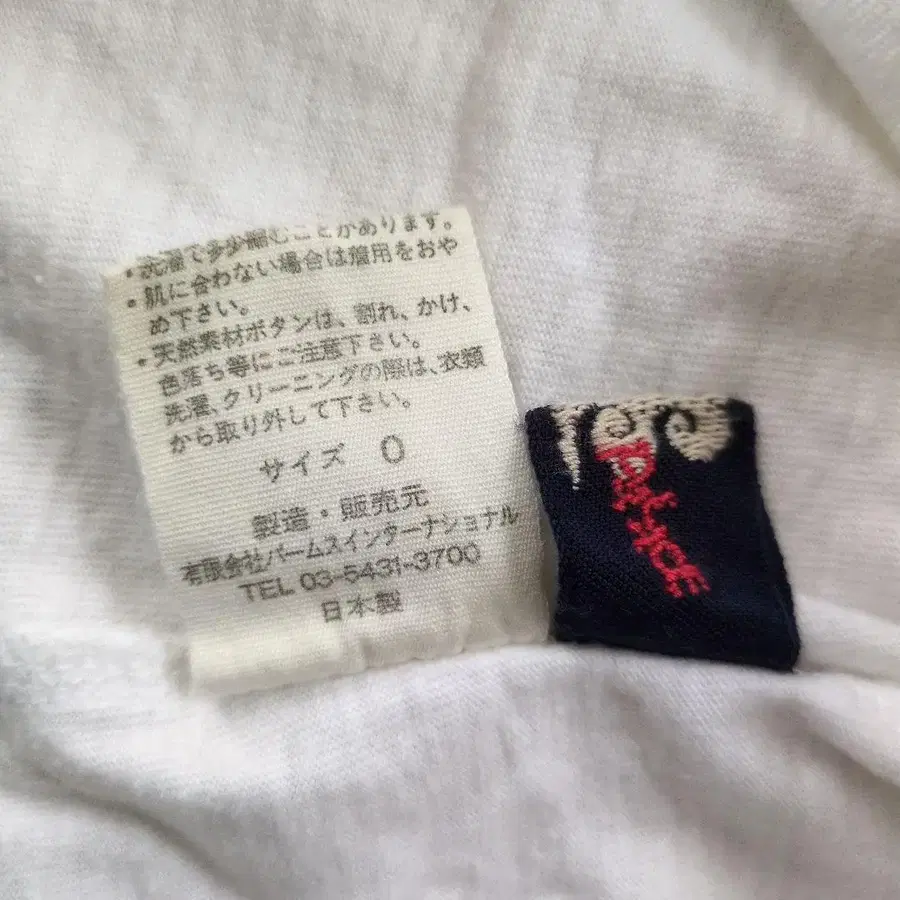 ・洗濯で多少縮むことがあります。
・肌に合わない場合は着用をおや
め下さい。
・天然素材ボタンは、割れ、かけ、
色落ち等にご注意下さい。
洗濯、クリーニングの際は、衣類
から取り外して下さい。
サイズ 0
製造・販売元
有限会社パームスインターナショナル
TEL 03-5431-3700
日本製